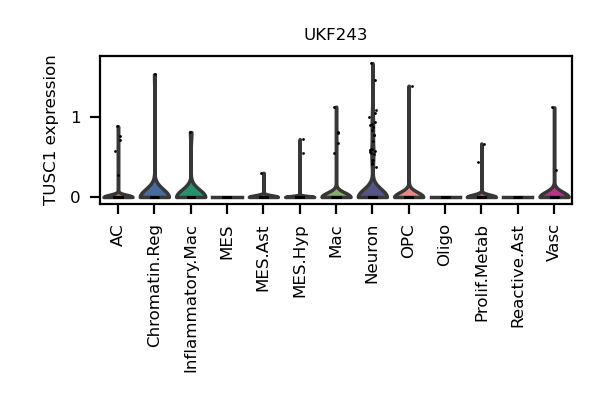 UKF243
TUSC1 expression
1
0
AC
Chromatin.Reg
Inflammatory.Mac
MES
MES.Ast
MES.Hyp
Mac
Neuron
OPC
Oligo
Prolif.Metab
Reactive.Ast
Vasc